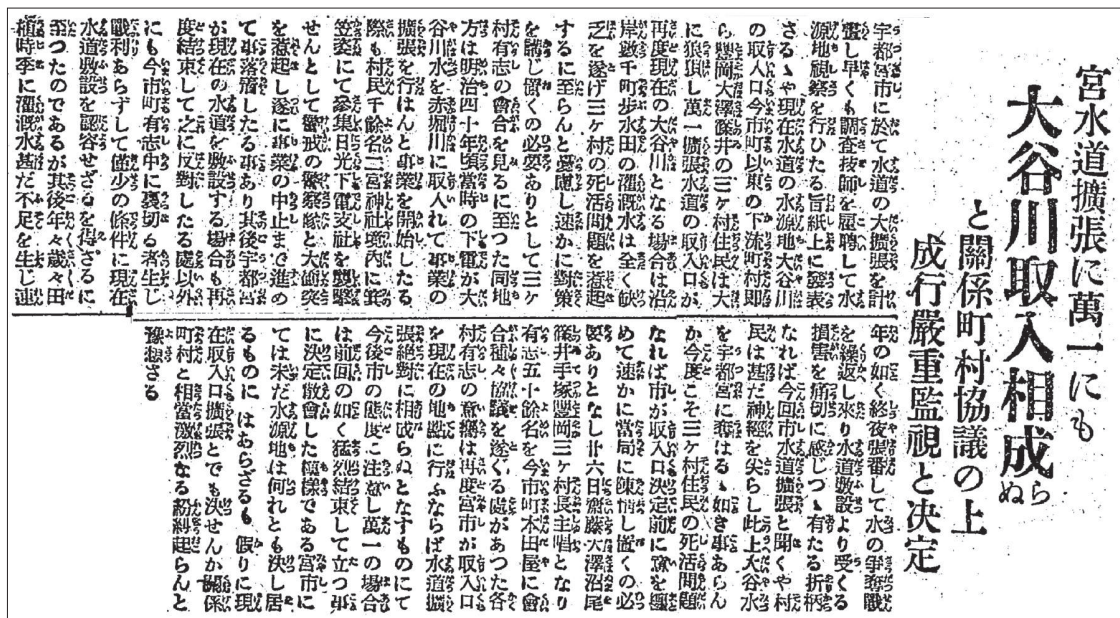 宮水道擴張に萬一にも
大谷川取入相成ぬら
と關係町村協議の上
成行嚴重監視と決定
宇都宮市に於て水道の大擴張を計
畫し早くも調査技師を雇聘して水
源地視察を行ひたる旨紙上に發表
さるゝや現在水道の水源地大谷川
の取入口今市町以東の下流町村即
ら豐岡大澤篠井の三ヶ村住民は大
に狼狽し萬一擴張水道の取入口が
再度現在の大谷川となる場合は沿
岸數千町歩水田の灌漑水は全く缺
乏を遂げ三ヶ村の死活問題を惹起
するに至らんと憂慮し速かに對策
を講じ置くの必要ありとして三ヶ
村有志の會合を見るに至つた同地
方は明治四十年頃當時の下電が大
谷川水を赤堀川に取入れて事業の
擴張を行はんと事業を開始したる
際も村民千餘名二宮神社境内に簑
笠姿にて參集日光下電支社を襲撃
せんとして警戒の警察隊と大衝突
を惹起し遂に事業の中止まで進め
て事落着したる事あり其後宇都宮
が現在の水道を敷設する場合も再
度結束して之に反對したる處以外
にも今市町有志中に裏切る者生じ
戰利あらずして僅少の條件に現在
水道敷設を認容せざるを得ざるに
至つたのであるが其後年々歳々田
植時季に灌漑水甚だ不足を生じ連
年の如く終夜張番して水の爭奪戰
を繰返し來り水道敷設より受くる
損害を痛切に感じつゝ有たる折柄
なれば今回市水道擴張と聞くや村
民は甚だ神經を尖らし此上大谷水
を宇都宮に奪はるゝ如き事あらん
か今度こそ三ヶ村住民の死活問題
なれば市が取入口決定前に意を纏
めて速かに當局に陳情し置くの必
要ありとなし廿六日齋藤大澤沼尾
篠井手塚豐岡三ヶ村長主唱となり
有志五十餘名を今市町本田屋に會
合種々協議を遂ぐる處があつた各
村有志の意嚮は再度宮市が取入口
を現在の地點に行ふならば水道擴
張絶對に相成らぬとなすものにて
今後市の態度に注意し萬一の場合
は前回の如く猛烈結束して立つ事
に決定散會した模樣である宮市に
ては未だ水源地は何れとも決し居
るものに はあらざるも 假りに現
在取入口擴張とでも決せんか關係
町村と相當激烈なる紛糾起らんと
豫想さる